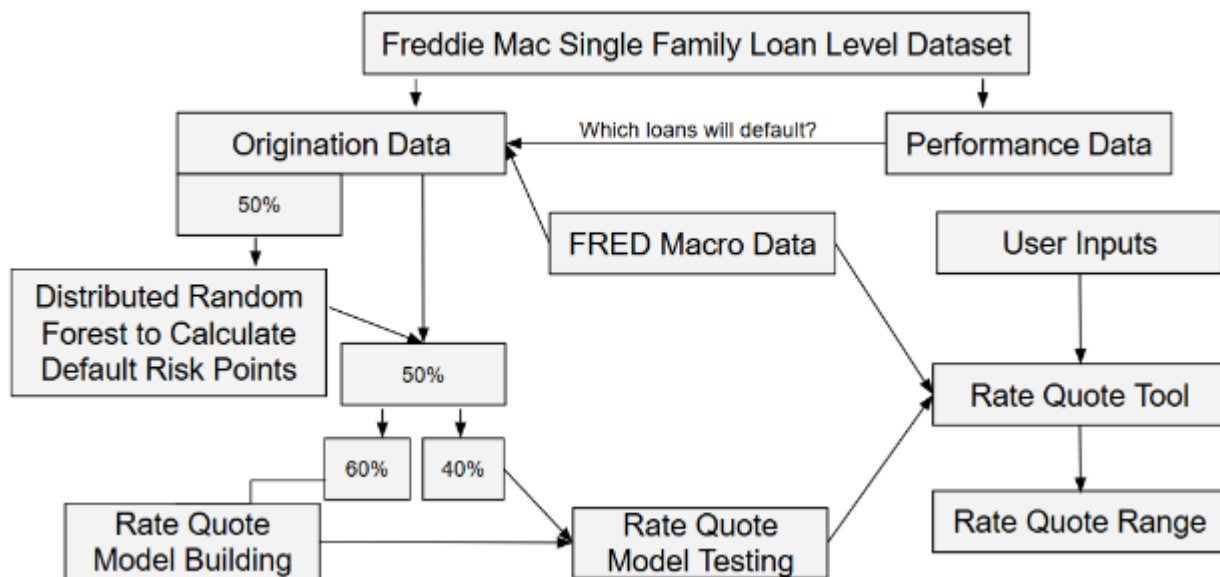 Freddie Mac Single Family Loan Level Dataset
Which loans will default?
Origination Data
Performance Data
50%
FRED Macro Data
User Inputs
Distributed Random
Forest to Calculate
Default Risk Points
50%
Rate Quote Tool
60%
40%
Rate Quote
Model Building
Rate Quote
Model Testing
Rate Quote Range